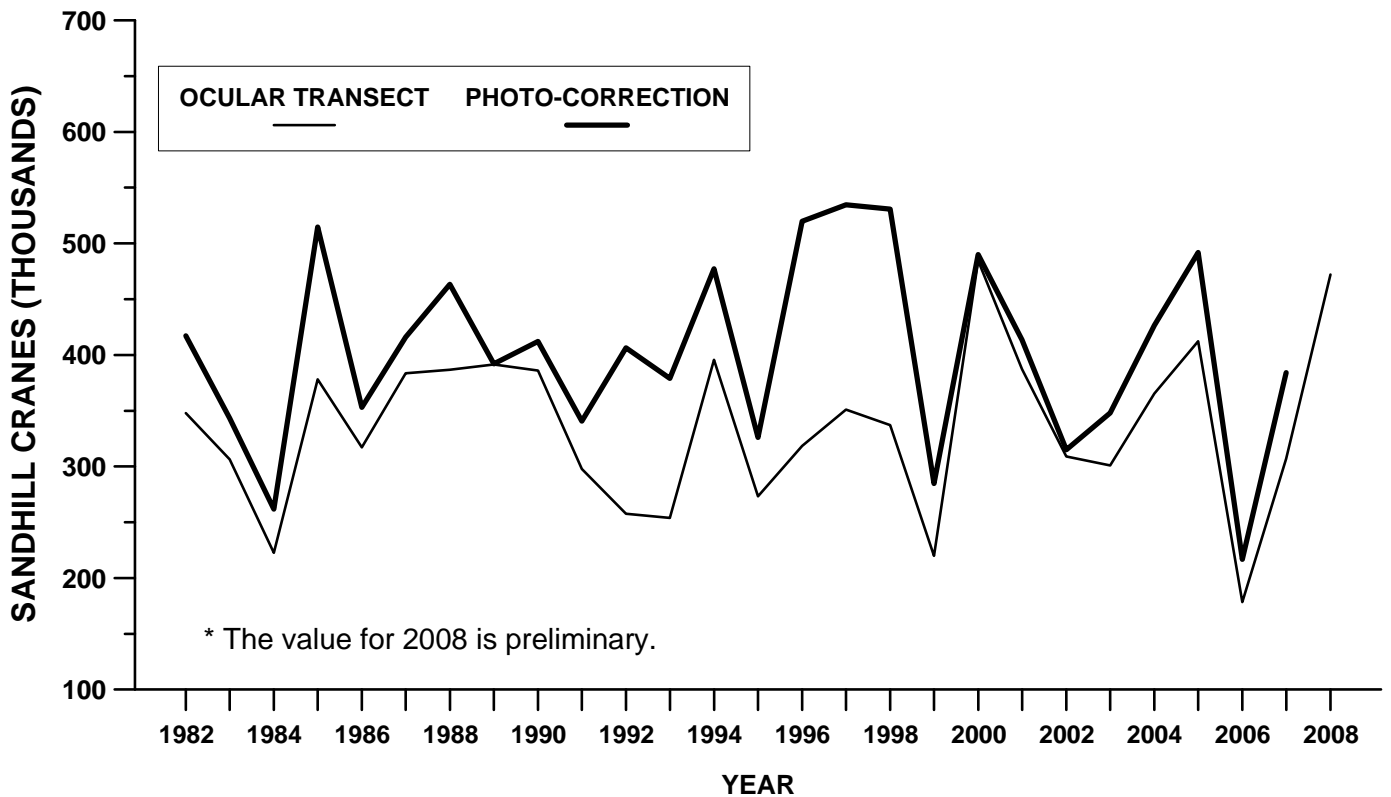 700
600
500
400
300
200
100
SANDHILL CRANES (THOUSANDS)
OCULAR TRANSECT PHOTO-CORRECTION
* The value for 2008 is preliminary.
1982 1984 1986 1988 1990 1992 1994 1996 1998 2000 2002 2004 2006 2008
YEAR